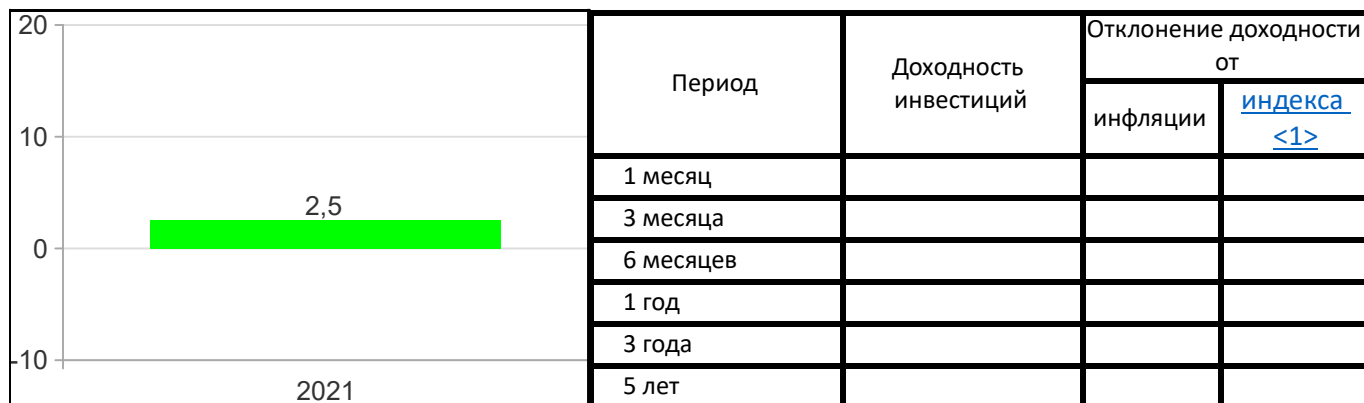 20
10
2,5
0
-10
2021
Период
Доходность
инвестиций
Отклонение доходности
от
инфляции
индекса
<1>
1 месяц
3 месяца
6 месяцев
1 год
3 года
5 лет